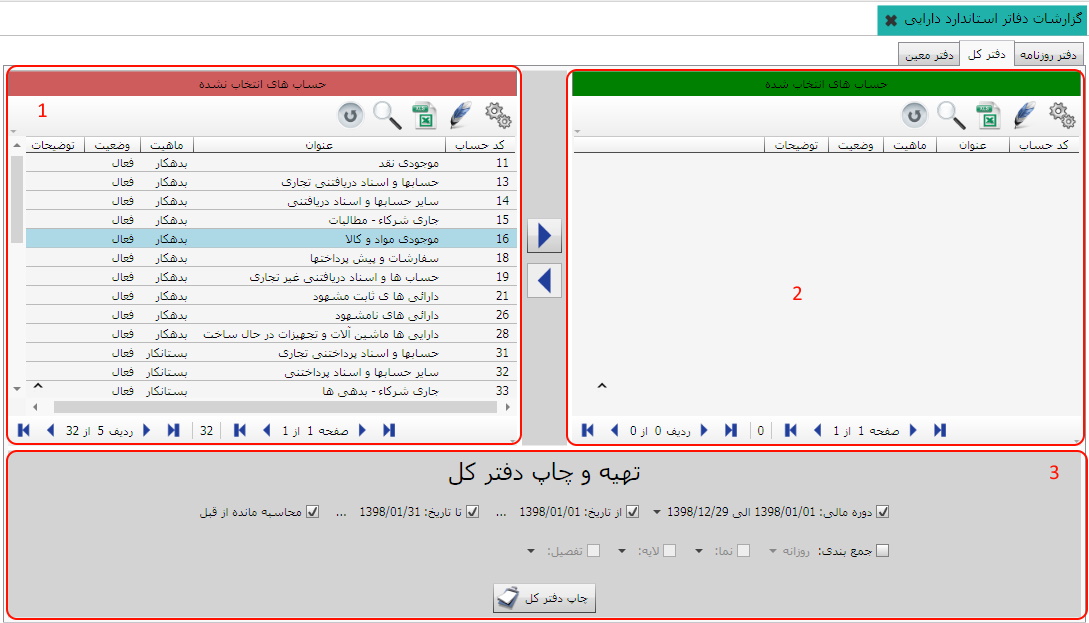 گزارشات دفاتر استاندارد دارایی
دفتر روزنامه
دفتر کل
دفتر معین
حساب های انتخاب شده
کد حساب عنوان ماهیت وضعیت توضیحات
2
صفحه 1 از 1 0 ردیف 0 از 0
حساب های انتخاب نشده
1
کد حساب عنوان ماهیت وضعیت توضیحات
11 موجودی نقد بدهکار فعال
13 حسابها و اسناد دریافتنی تجاری بدهکار فعال
14 سایر حسابها و اسناد دریافتنی بدهکار فعال
15 جاری شرکاء - مطالبات بدهکار فعال
16 موجودی مواد و کالا بدهکار فعال
18 سفارشات و پیش پرداختها بدهکار فعال
19 حساب ها و اسناد دریافتنی غیر تجاری بدهکار فعال
21 دارائی ها ی ثابت مشهود بدهکار فعال
26 دارائی های نامشهود بدهکار فعال
28 دارایی ها ماشین آلات و تجهیزات در حال ساخت بدهکار فعال
31 حسابها و اسناد پرداختنی تجاری بستانکار فعال
32 سایر حسابها و اسناد پرداختنی بستانکار فعال
33 جاری شرکاء - بدهی ها بستانکار فعال
صفحه 1 از 1 32 ردیف 5 از 32
3
تهیه و چاپ دفتر کل
دوره مالی: 1398/01/01 الی 1398/12/29 از تاریخ: 1398/01/01 ... تا تاریخ: 1398/01/31 ... محاسبه مانده از قبل
جمع بندی: روزانه نما: لایه: تفصیل:
چاپ دفتر کل